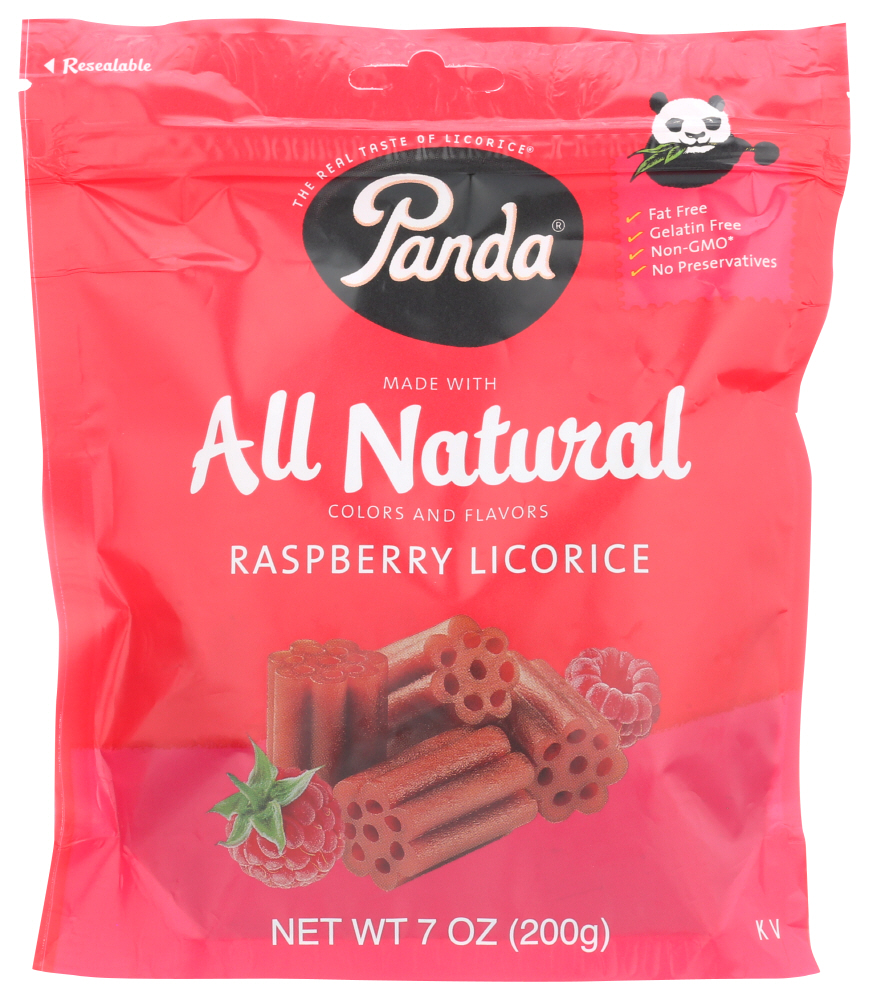 Resealable
THE REAL TASTE OF LICORICE®
Panda®
Fat Free
Gelatin Free
Non-GMO*
No Preservatives
MADE WITH
All Natural
COLORS AND FLAVORS
RASPBERRY LICORICE
NET WT 7 OZ (200g)
KV